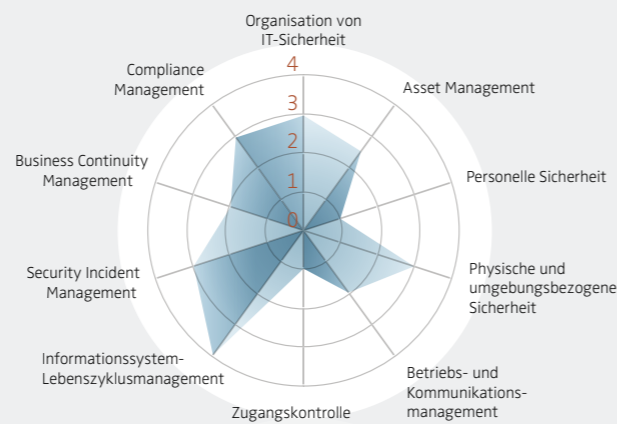 Organisation von
IT-Sicherheit
Compliance
Management
4
Asset Management
3
2
Business Continuity
Management
Personelle Sicherheit
1
0
Security Incident
Management
Physische und
umgebungsbezogene
Sicherheit
Informationssystem-
Lebenszyklusmanagement
Betriebs- und
Kommunikations-
management
Zugangskontrolle